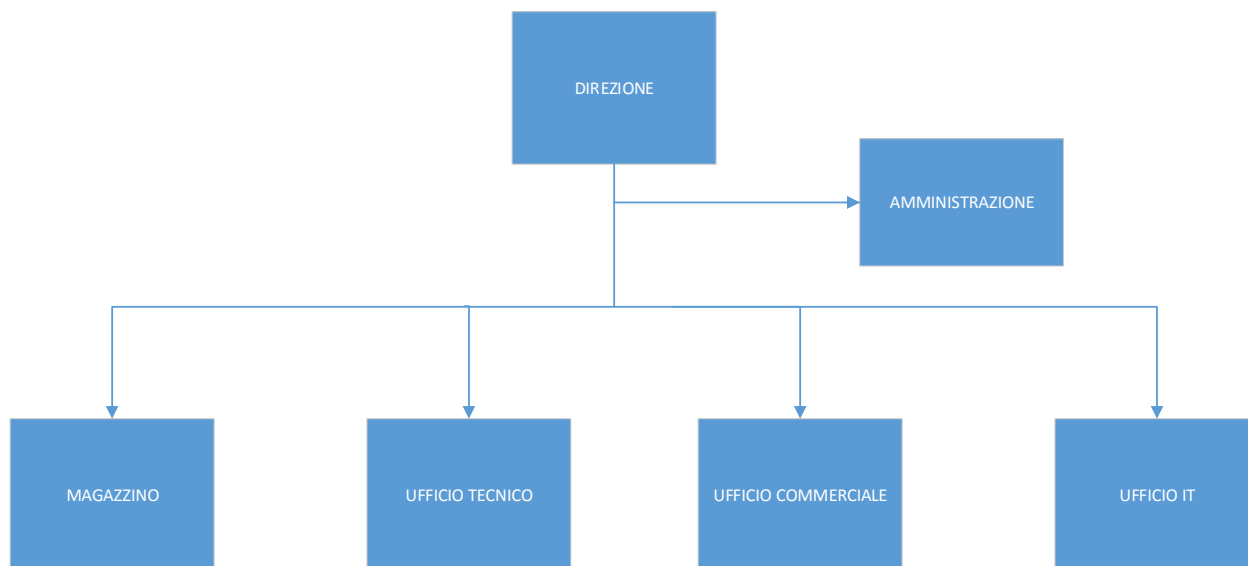 DIREZIONE
AMMINISTRAZIONE
MAGAZZINO
UFFICIO TECNICO
UFFICIO COMMERCIALE
UFFICIO IT